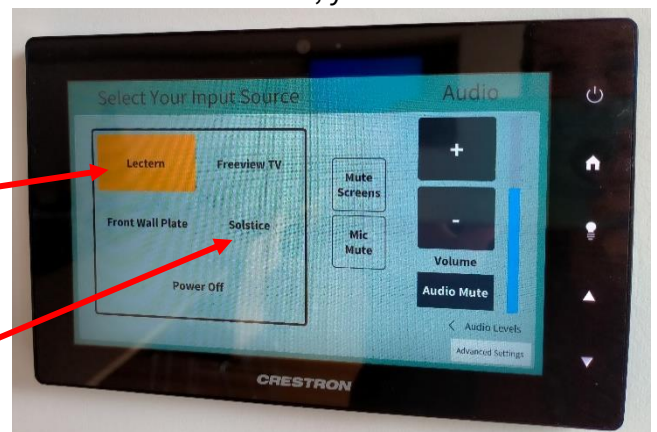 Select Your Input Source
Audio
Lectern
Freeview TV
Front Wall Plate
Solstice
Power Off
Mute
Screens
Mic
Mute
+
-
Volume
Audio Mute
< Audio Levels
Advanced Settings
CRESTRON